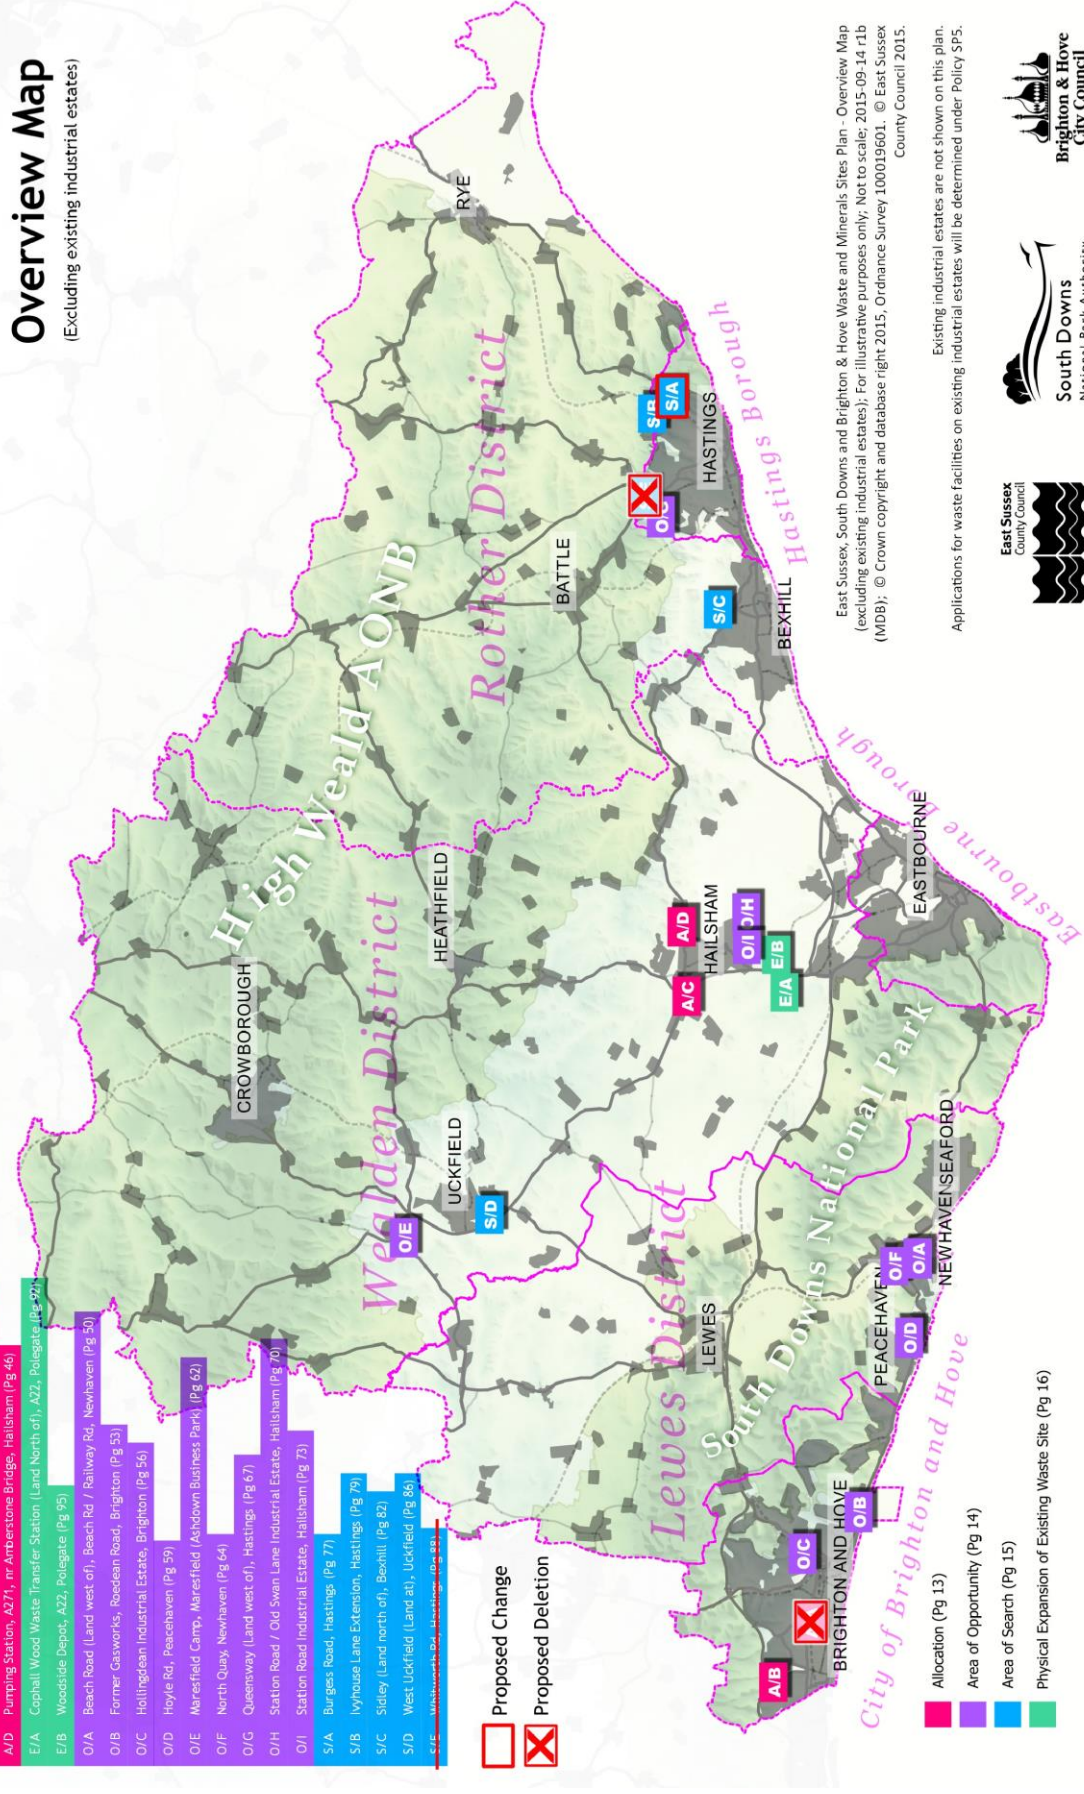 Overview Map
(Excluding existing industrial estates)
A/D Pumping Station, A271, nr Amberstone Bridge, Hailsham (Pg 46)
E/A Cophall Wood Waste Transfer Station (Land North of), A22, Polegate (Pg 92)
E/B Woodside Depot, A22, Polegate (Pg 95)
O/A Beach Road (Land west of), Beach Rd / Railway Rd, Newhaven (Pg 50)
O/B Former Gasworks, Roedean Road, Brighton (Pg 53)
O/C Hollingdean Industrial Estate, Brighton (Pg 56)
O/D Hoyle Rd, Peacehaven (Pg 59)
O/E Maresfield Camp, Maresfield (Ashdown Business Park) (Pg 62)
O/F North Quay, Newhaven (Pg 64)
O/G Queensway (Land west of), Hastings (Pg 67)
O/H Station Road / Old Swan Lane Industrial Estate, Hailsham (Pg 70)
O/I Station Road Industrial Estate, Hailsham (Pg 73)
S/A Burgess Road, Hastings (Pg 77)
S/B Ivyhouse Lane Extension, Hastings (Pg 79)
S/C Sidley (Land north of), Bexhill (Pg 82)
S/D West Uckfield (Land at), Uckfield (Pg 86)
S/E Whitworth Rd, Hastings (Pg 88)
Proposed Change
Proposed Deletion
High Weald AONB
Wealden District
Rother District
Lewes District
South Downs National Park
City of Brighton and Hove
Eastbourne Borough
Hastings Borough
CROWBOROUGH
HEATHFIELD
UCKFIELD
BATTLE
RYE
HASTINGS
BEXHILL
HAILSHAM
EASTBOURNE
LEWES
PEACEHAVEN
NEWHAVEN
SEAFORD
BRIGHTON AND HOVE
O/E
S/D
A/C
A/D
O/I
O/H
E/A
E/B
S/C
S/B
S/A
O/G
O/F
O/A
O/D
O/B
O/C
A/B
Allocation (Pg 13)
Area of Opportunity (Pg 14)
Area of Search (Pg 15)
Physical Expansion of Existing Waste Site (Pg 16)
East Sussex, South Downs and Brighton & Hove Waste and Minerals Sites Plan - Overview Map
(excluding existing industrial estates); For illustrative purposes only; Not to scale; 2015-09-14 r1b
(MDB); © Crown copyright and database right 2015, Ordnance Survey 100019601. © East Sussex
County Council 2015.
Existing industrial estates are not shown on this plan.
Applications for waste facilities on existing industrial estates will be determined under Policy SP5.
East Sussex
County Council
South Downs
National Park Authority
Brighton & Hove
City Council